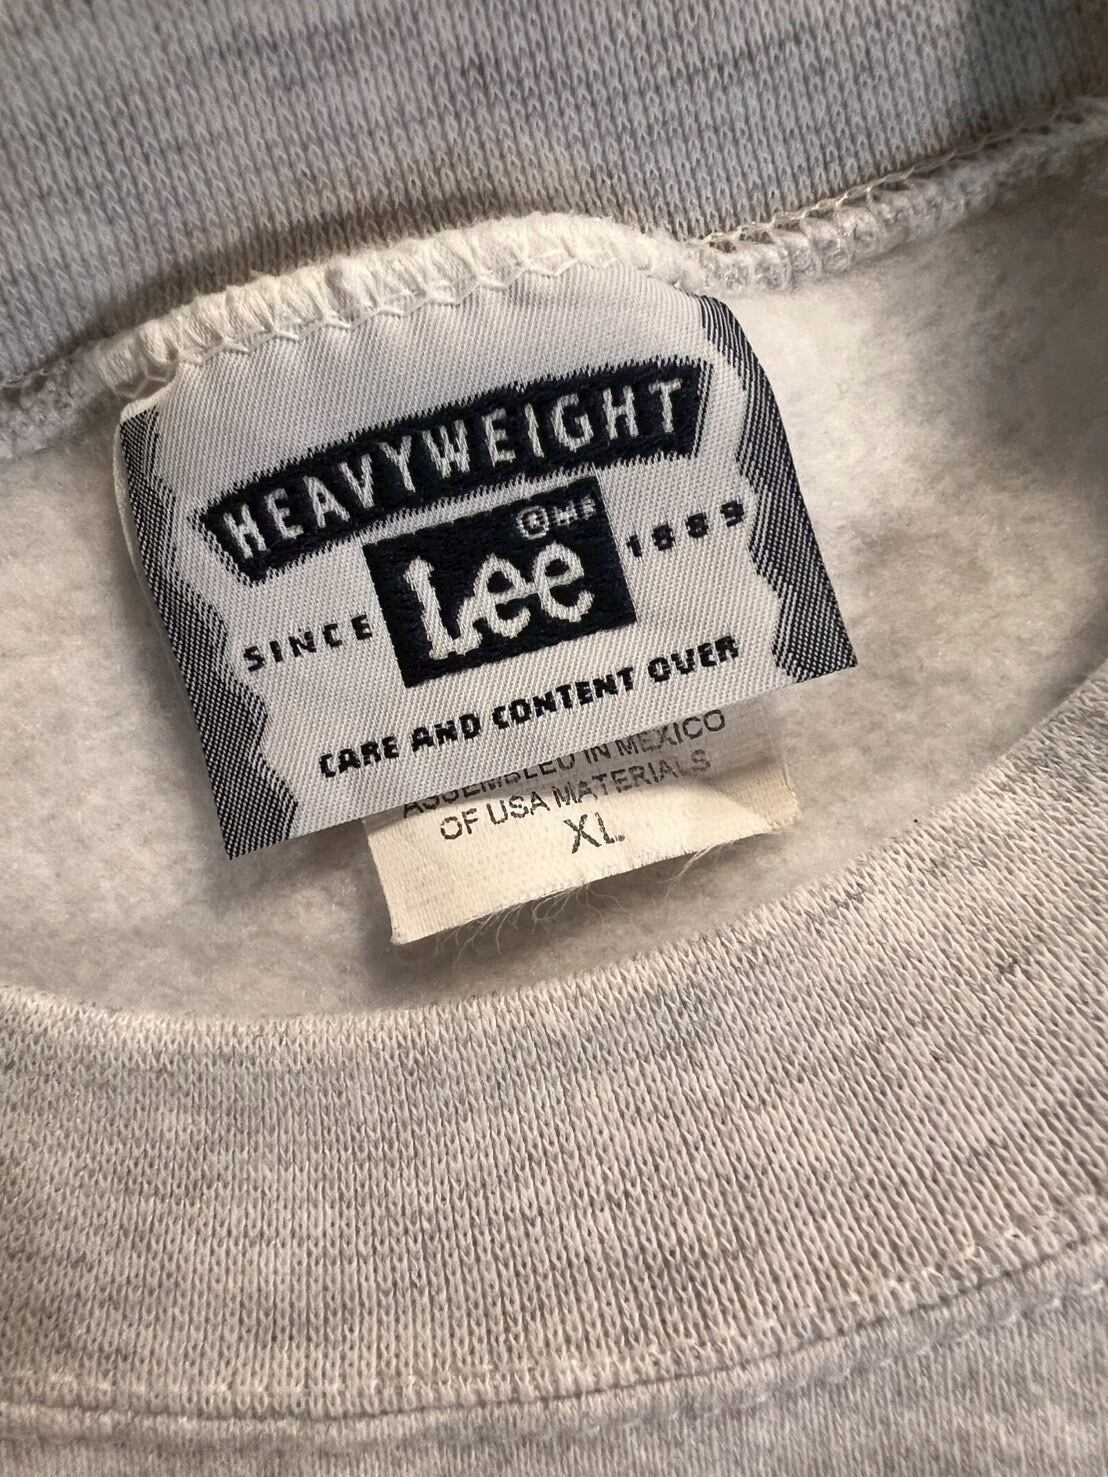 HEAVYWEIGHT
Lee ® MR
SINCE 1889
CARE AND CONTENT OVER
ASSEMBLED IN MEXICO
OF USA MATERIALS
XL